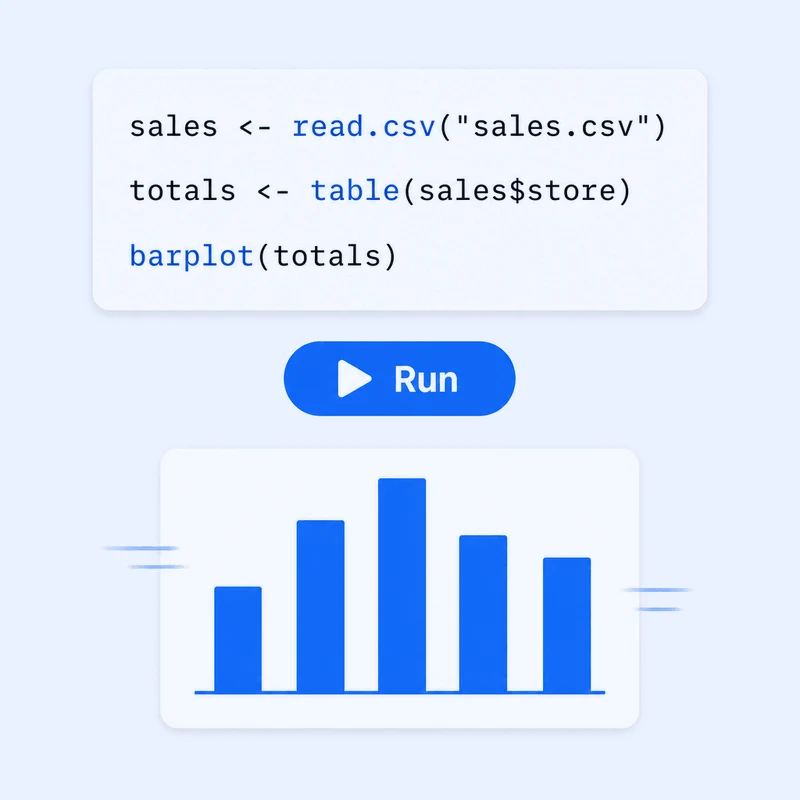 sales <- read.csv("sales.csv")
totals <- table(sales$store)
barplot(totals)
Run